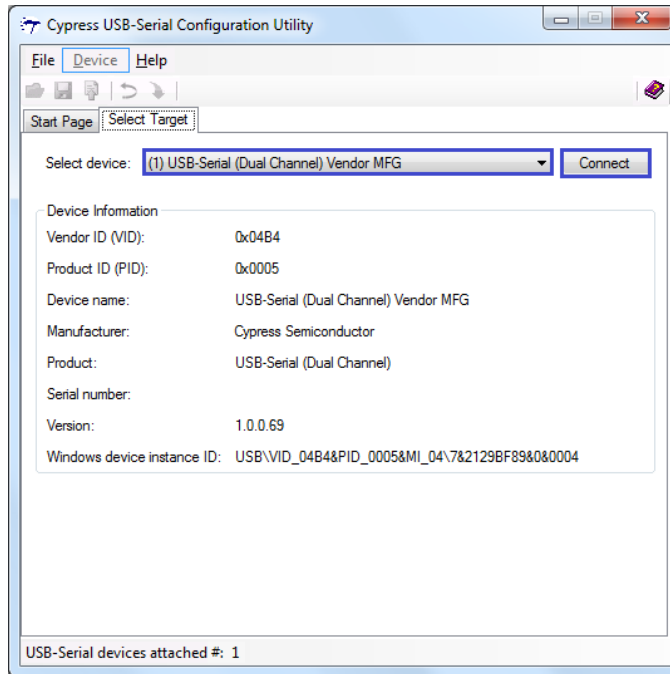 Cypress USB-Serial Configuration Utility
File Device Help
Start Page Select Target
Select device: (1) USB-Serial (Dual Channel) Vendor MFG Connect
Device Information
Vendor ID (VID): 0x04B4
Product ID (PID): 0x0005
Device name: USB-Serial (Dual Channel) Vendor MFG
Manufacturer: Cypress Semiconductor
Product: USB-Serial (Dual Channel)
Serial number:
Version: 1.0.0.69
Windows device instance ID: USB\VID_04B4&PID_0005&MI_04\7&2129BF89&0&0004
USB-Serial devices attached #: 1